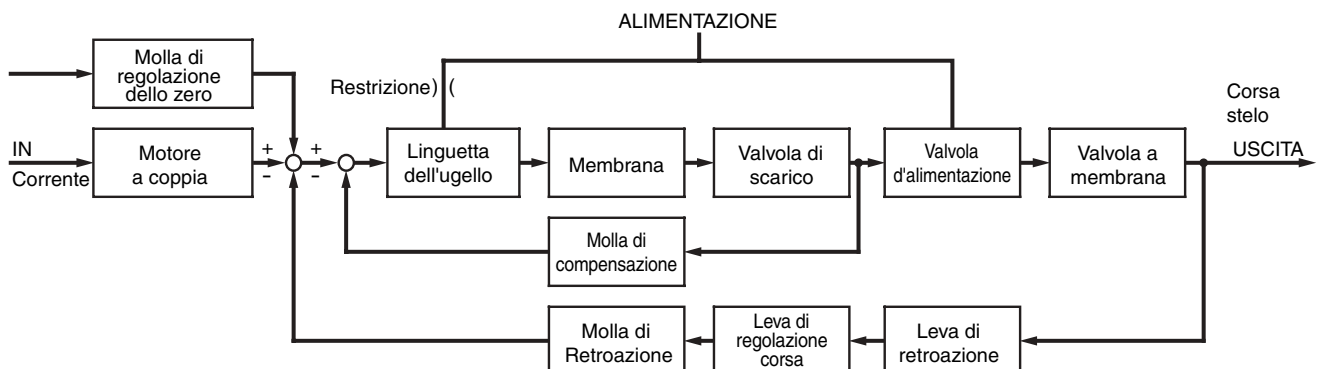 ALIMENTAZIONE
Molla di
regolazione
dello zero
Restrizione) (
Corsa
stelo
IN
Corrente
Motore
a coppia
+
-
+
-
Linguetta
dell'ugello
Membrana
Valvola di
scarico
Valvola
d'alimentazione
Valvola a
membrana
USCITA
Molla di
compensazione
Molla di
Retroazione
Leva di
regolazione
corsa
Leva di
retroazione